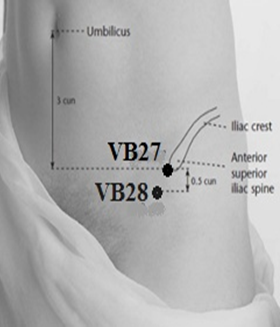 Umbilicus
3 cun
Iliac crest
VB27
Anterior
superior
iliac spine
0.5 cun
VB28